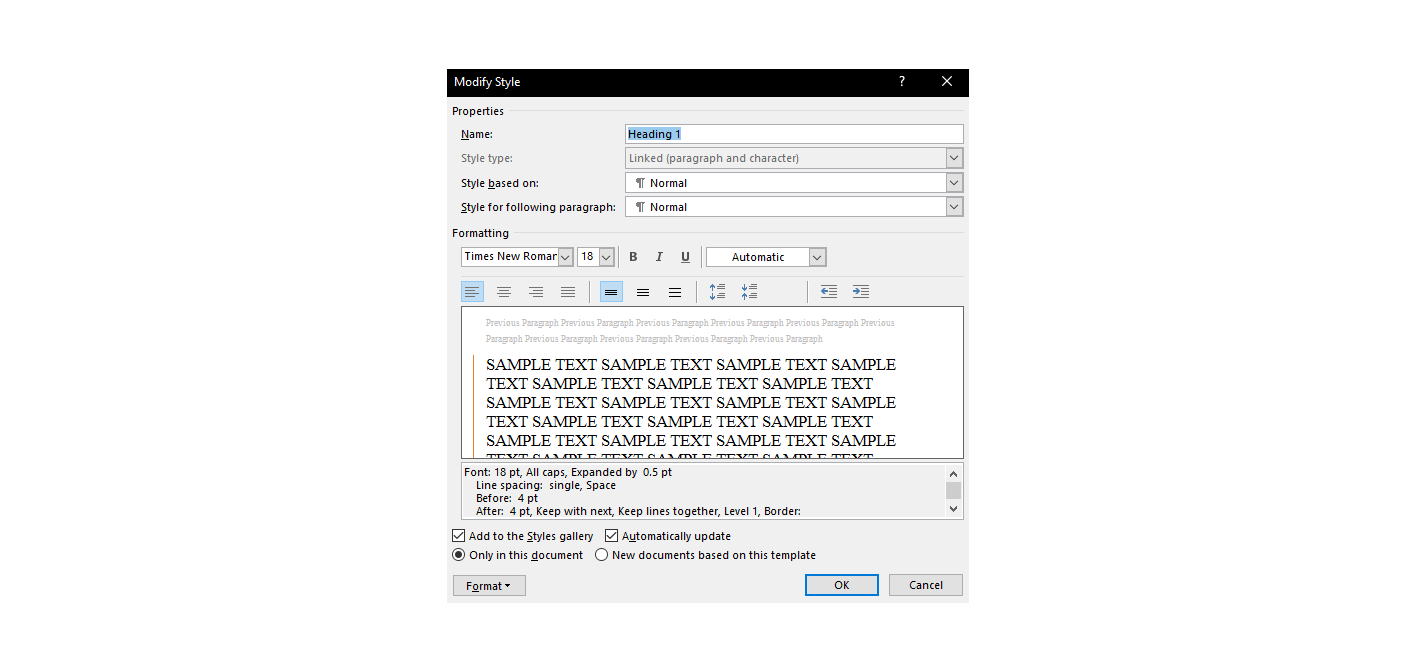 Modify Style
?
Properties
Name: Heading 1
Style type: Linked (paragraph and character)
Style based on: ¶ Normal
Style for following paragraph: ¶ Normal
Formatting
Times New Roman 18 B I U Automatic
Previous Paragraph Previous Paragraph Previous Paragraph Previous Paragraph Previous Paragraph Previous
Paragraph Previous Paragraph Previous Paragraph Previous Paragraph Previous Paragraph
SAMPLE TEXT SAMPLE TEXT SAMPLE TEXT SAMPLE
TEXT SAMPLE TEXT SAMPLE TEXT SAMPLE TEXT
SAMPLE TEXT SAMPLE TEXT SAMPLE TEXT SAMPLE
TEXT SAMPLE TEXT SAMPLE TEXT SAMPLE TEXT
SAMPLE TEXT SAMPLE TEXT SAMPLE TEXT SAMPLE
TEXT SAMPLE TEXT SAMPLE TEXT SAMPLE TEXT
Font: 18 pt, All caps, Expanded by 0.5 pt
Line spacing: single, Space
Before: 4 pt
After: 4 pt, Keep with next, Keep lines together, Level 1, Border:
Add to the Styles gallery Automatically update
Only in this document New documents based on this template
Format OK Cancel